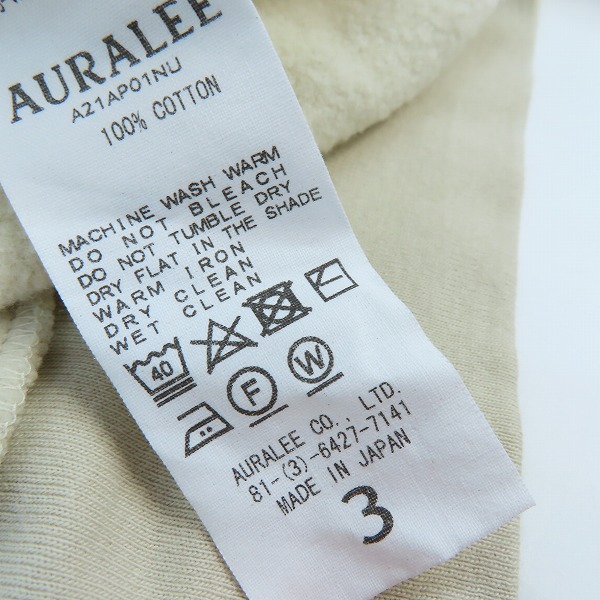 AURALEE
A21AP01NU
100% COTTON
MACHINE WASH WARM
DO NOT BLEACH
DO NOT TUMBLE DRY
DRY FLAT IN THE SHADE
WARM IRON
DRY CLEAN
WET CLEAN
40
F W
AURALEE CO., LTD.
81-(3)-6427-7141
MADE IN JAPAN
3